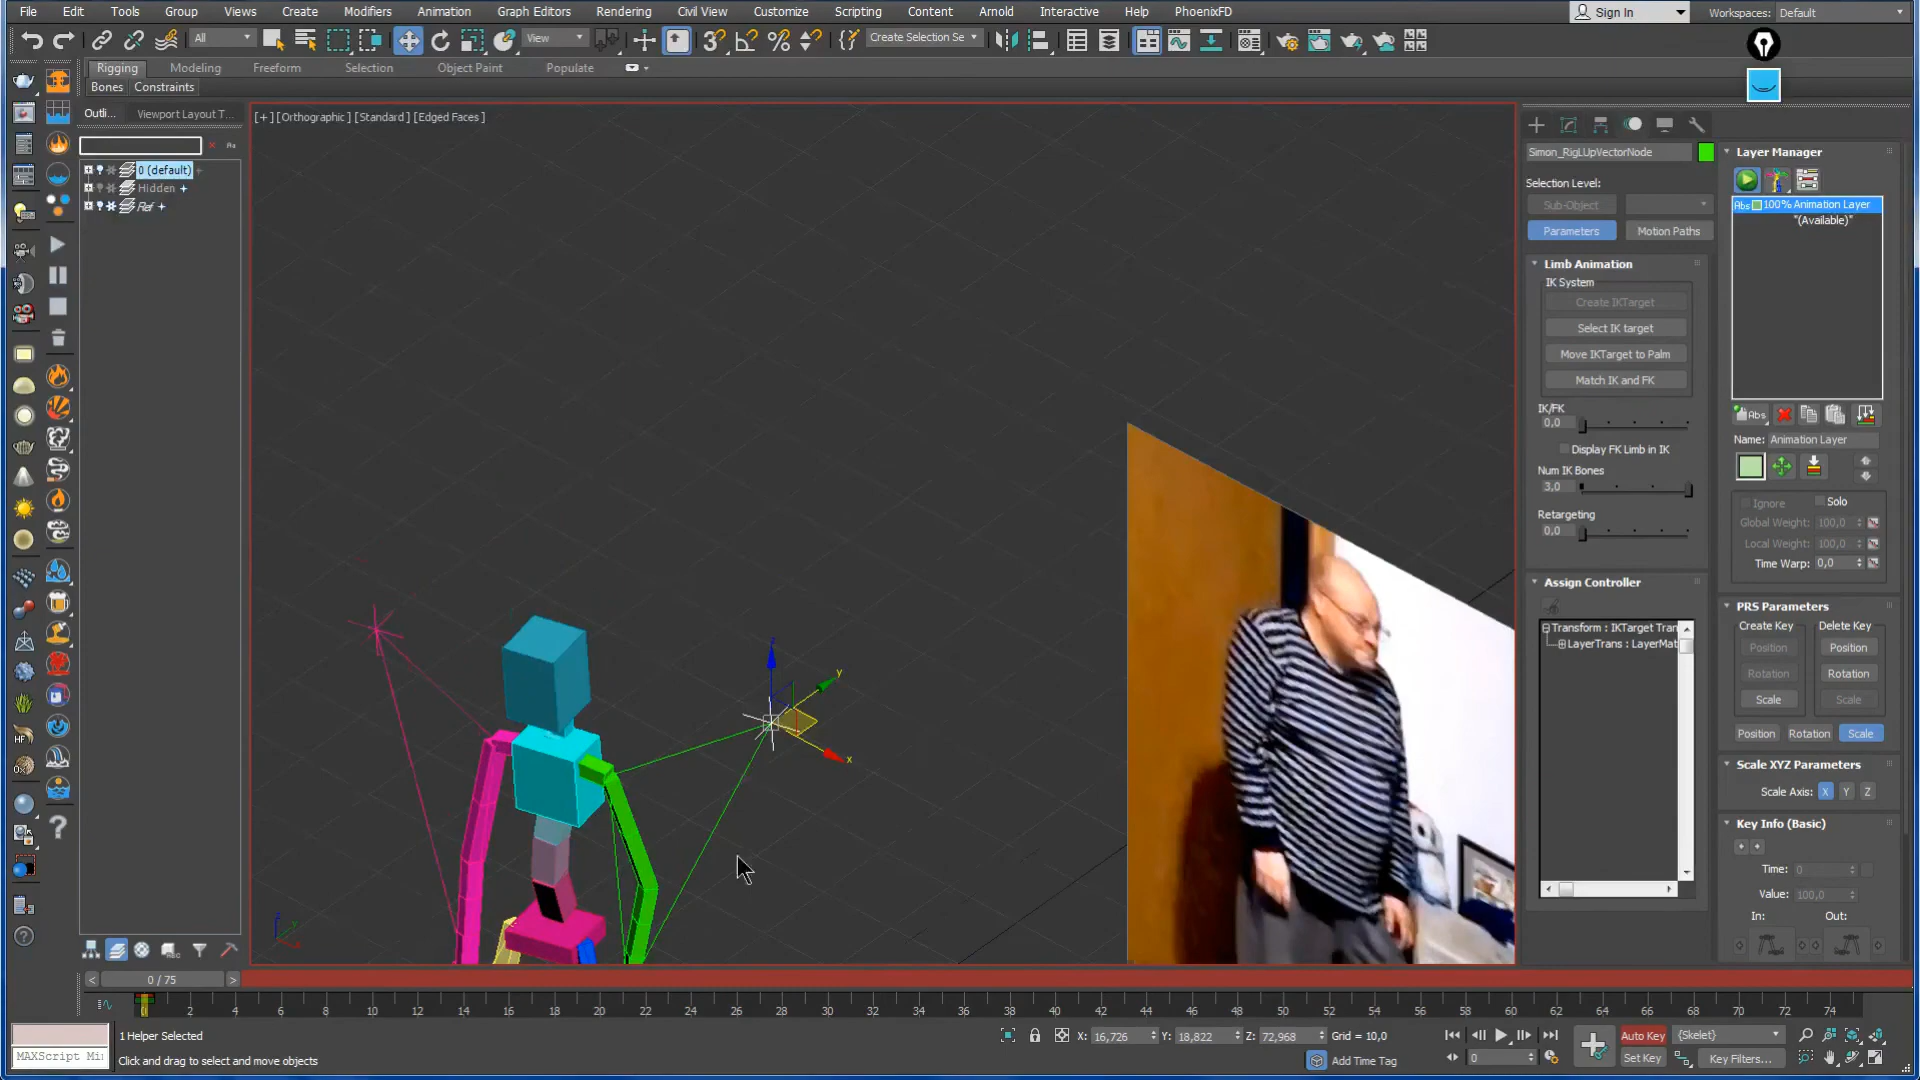 File Edit Tools Group Views Create Modifiers Animation Graph Editors Rendering Civil View Customize Scripting Content Arnold Interactive Help PhoenixFD Sign In Workspaces: Default
All View Create Selection Se
Rigging Modeling Freeform Selection Object Paint Populate
Bones Constraints
Outli... Viewport Layout T...
[+] [Orthographic] [Standard] [Edged Faces]
0 (default)
Hidden
Ref
Simon_RigLUpVectorNode
Selection Level:
Sub-Object
Parameters Motion Paths
Limb Animation
IK System
Create IKTarget
Select IK target
Move IKTarget to Palm
Match IK and FK
IK/FK
0,0
Display FK Limb in IK
Num IK Bones
3,0
Retargeting
0,0
Assign Controller
Transform : IKTarget Tran
LayerTrans : LayerMat
Layer Manager
Abs 100% Animation Layer
"(Available)"
Abs
Name: Animation Layer
Ignore Solo
Global Weight: 100,0
Local Weight: 100,0
Time Warp: 0,0
PRS Parameters
Create Key Delete Key
Position Position
Rotation Rotation
Scale Scale
Position Rotation Scale
Scale XYZ Parameters
Scale Axis: X Y Z
Key Info (Basic)
Time: 0
Value: 100,0
In: Out:
z y x
HF
< 0 / 75 >
0 2 4 6 8 10 12 14 16 18 20 22 24 26 28 30 32 34 36 38 40 42 44 46 48 50 52 54 56 58 60 62 64 66 68 70 72 74
1 Helper Selected X: 16,726 Y: 18,822 Z: 72,968 Grid = 10,0 Auto Key {Skelet}
MAXScript Mi: Click and drag to select and move objects Add Time Tag 0 Set Key Key Filters...